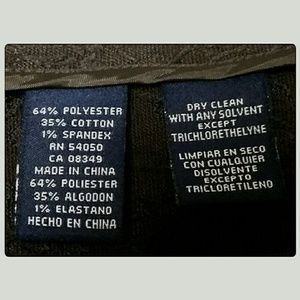 64% POLYESTER
35% COTTON
1% SPANDEX
RN 54050
CA 08349
MADE IN CHINA
64% POLIESTER
35% ALGODON
1% ELASTANO
HECHO EN CHINA
DRY CLEAN
WITH ANY SOLVENT
EXCEPT
TRICHLORETHELYNE
LIMPIAR EN SECO
CON CUALQUIER
DISOLVENTE
EXCEPTO
TRICLORETILENO